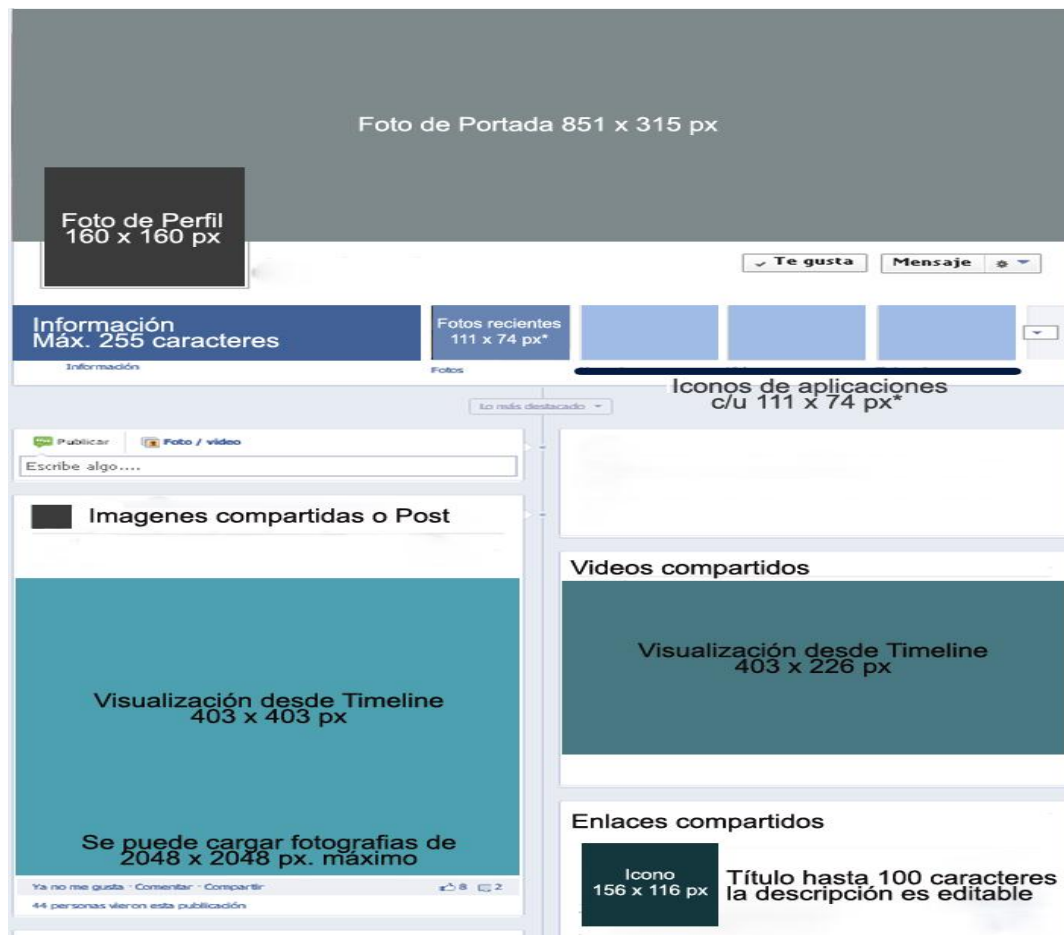 Foto de Portada 851 x 315 px
Foto de Perfil
160 x 160 px
Te gusta
Mensaje
Información
Máx. 255 caracteres
Fotos recientes
111 x 74 px*
Información
Fotos
Iconos de aplicaciones
c/u 111 x 74 px*
Lo más destacado
Publicar
Foto / video
Escribe algo....
Imagenes compartidas o Post
Visualización desde Timeline
403 x 403 px
Se puede cargar fotografias de
2048 x 2048 px. máximo
Ya no me gusta · Comentar · Compartir
8 2
44 personas vieron esta publicación
Videos compartidos
Visualización desde Timeline
403 x 226 px
Enlaces compartidos
Icono
156 x 116 px
Título hasta 100 caracteres
la descripción es editable